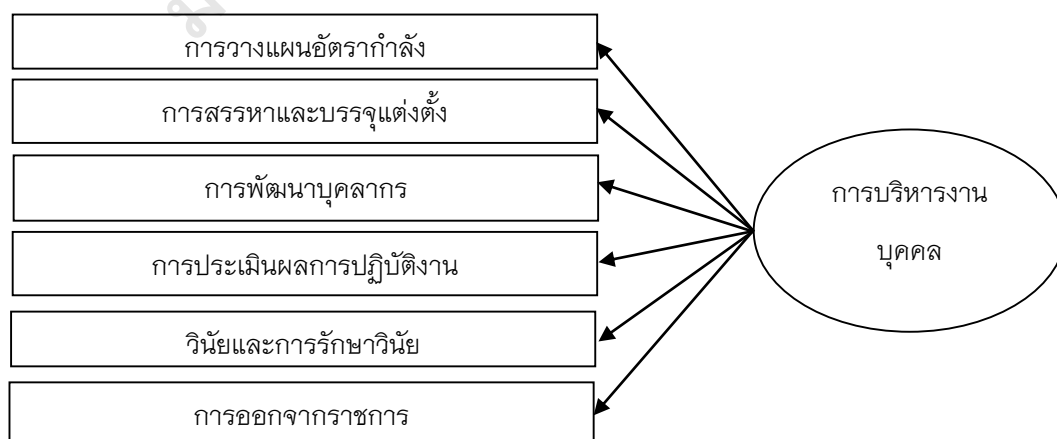 การวางแผนอัตรากำลัง
การสรรหาและบรรจุแต่งตั้ง
การพัฒนาบุคลากร
การประเมินผลการปฏิบัติงาน
วินัยและการรักษาวินัย
การออกจากราชการ
การบริหารงาน
บุคคล